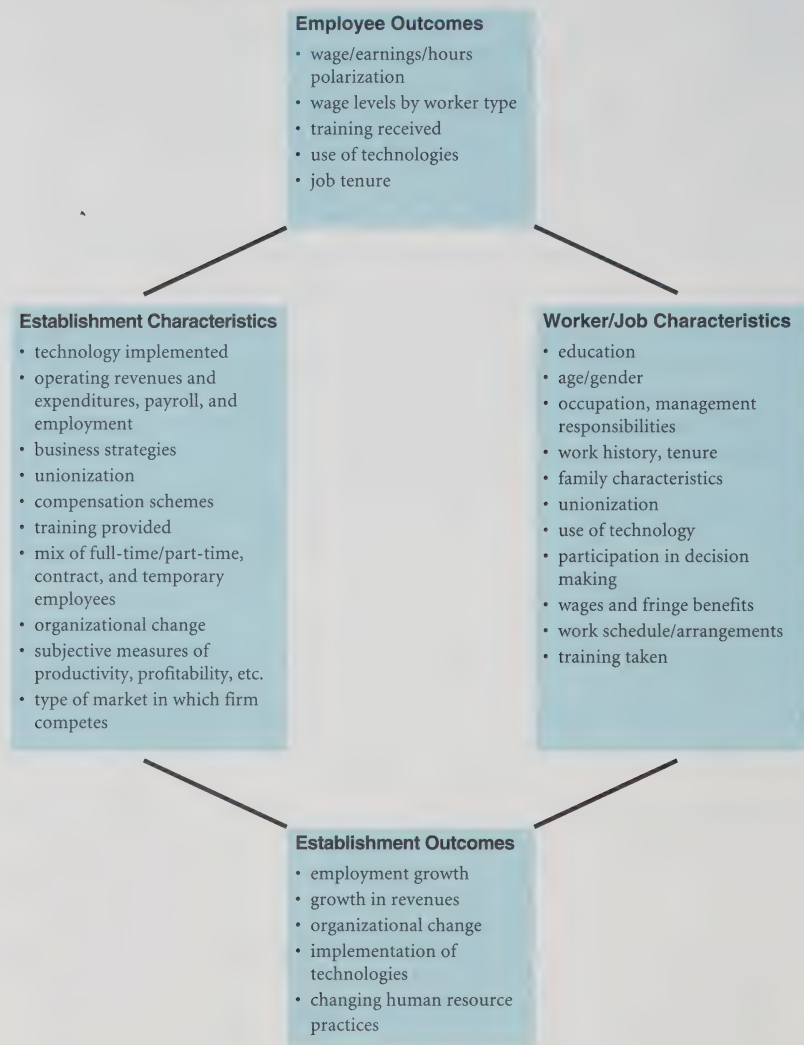 Employee Outcomes
• wage/earnings/hours
polarization
• wage levels by worker type
• training received
• use of technologies
• job tenure
Establishment Characteristics
• technology implemented
• operating revenues and
expenditures, payroll, and
employment
• business strategies
• unionization
• compensation schemes
• training provided
• mix of full-time/part-time,
contract, and temporary
employees
• organizational change
• subjective measures of
productivity, profitability, etc.
• type of market in which firm
competes
Worker/Job Characteristics
• education
• age/gender
• occupation, management
responsibilities
• work history, tenure
• family characteristics
• unionization
• use of technology
• participation in decision
making
• wages and fringe benefits
• work schedule/arrangements
• training taken
Establishment Outcomes
• employment growth
• growth in revenues
• organizational change
• implementation of
technologies
• changing human resource
practices